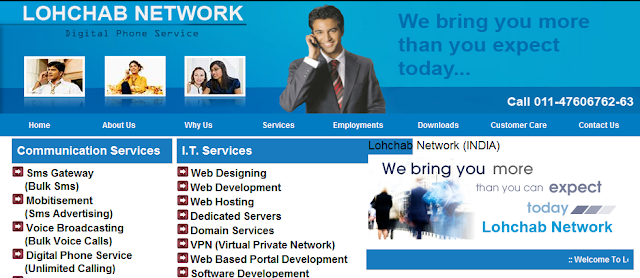 LOHCHAB NETWORK
Digital Phone Service
We bring you more
than you expect
today...
Call 011-47606762-63
Home
About Us
Why Us
Services
Employments
Downloads
Customer Care
Contact Us
Communication Services
Sms Gateway
(Bulk Sms)
Mobitisement
(Sms Advertising)
Voice Broadcasting
(Bulk Voice Calls)
Digital Phone Service
(Unlimited Calling)
I.T. Services
Web Designing
Web Development
Web Hosting
Dedicated Servers
Domain Services
VPN (Virtual Private Network)
Web Based Portal Development
Software Development
Lohchab Network (INDIA)
We bring you more
than you can expect
today
Lohchab Network
:: Welcome To Lo